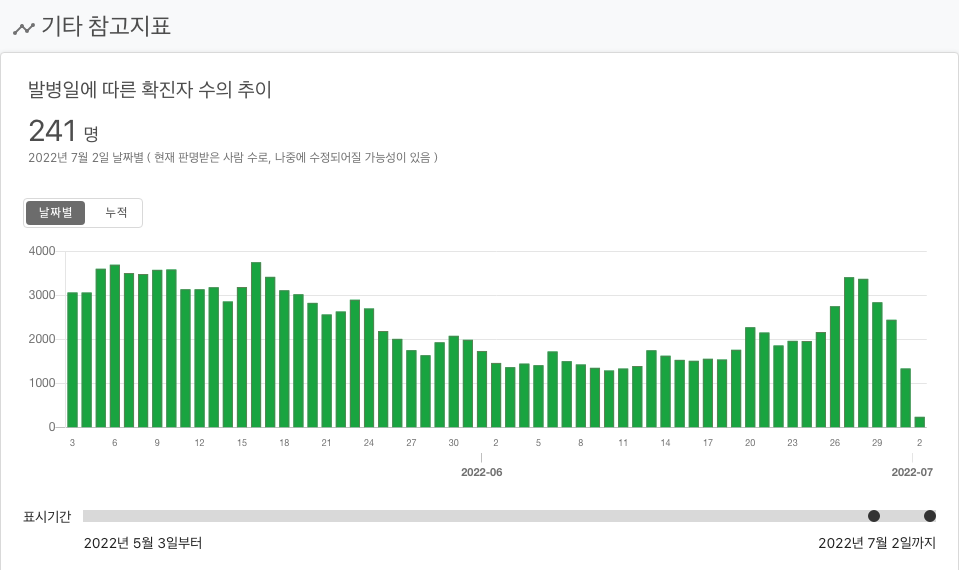 기타 참고지표
발병일에 따른 확진자 수의 추이
241 명
2022년 7월 2일 날짜별 ( 현재 판명받은 사람 수로, 나중에 수정되어질 가능성이 있음 )
날짜별 누적
4000
3000
2000
1000
0
3 6 9 12 15 18 21 24 27 30 2 5 8 11 14 17 20 23 26 29 2
2022-06 2022-07
표시기간
2022년 5월 3일부터 2022년 7월 2일까지